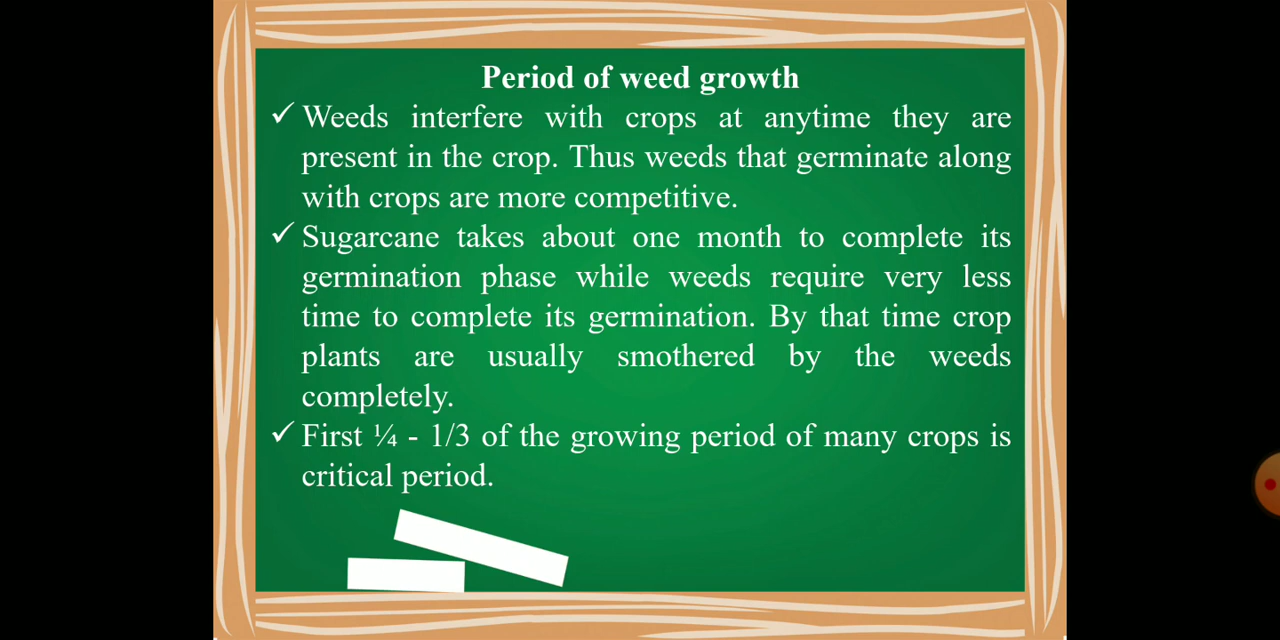 Period of weed growth
✓ Weeds interfere with crops at anytime they are
present in the crop. Thus weeds that germinate along
with crops are more competitive.
✓ Sugarcane takes about one month to complete its
germination phase while weeds require very less
time to complete its germination. By that time crop
plants are usually smothered by the weeds
completely.
✓ First ¼ - 1/3 of the growing period of many crops is
critical period.